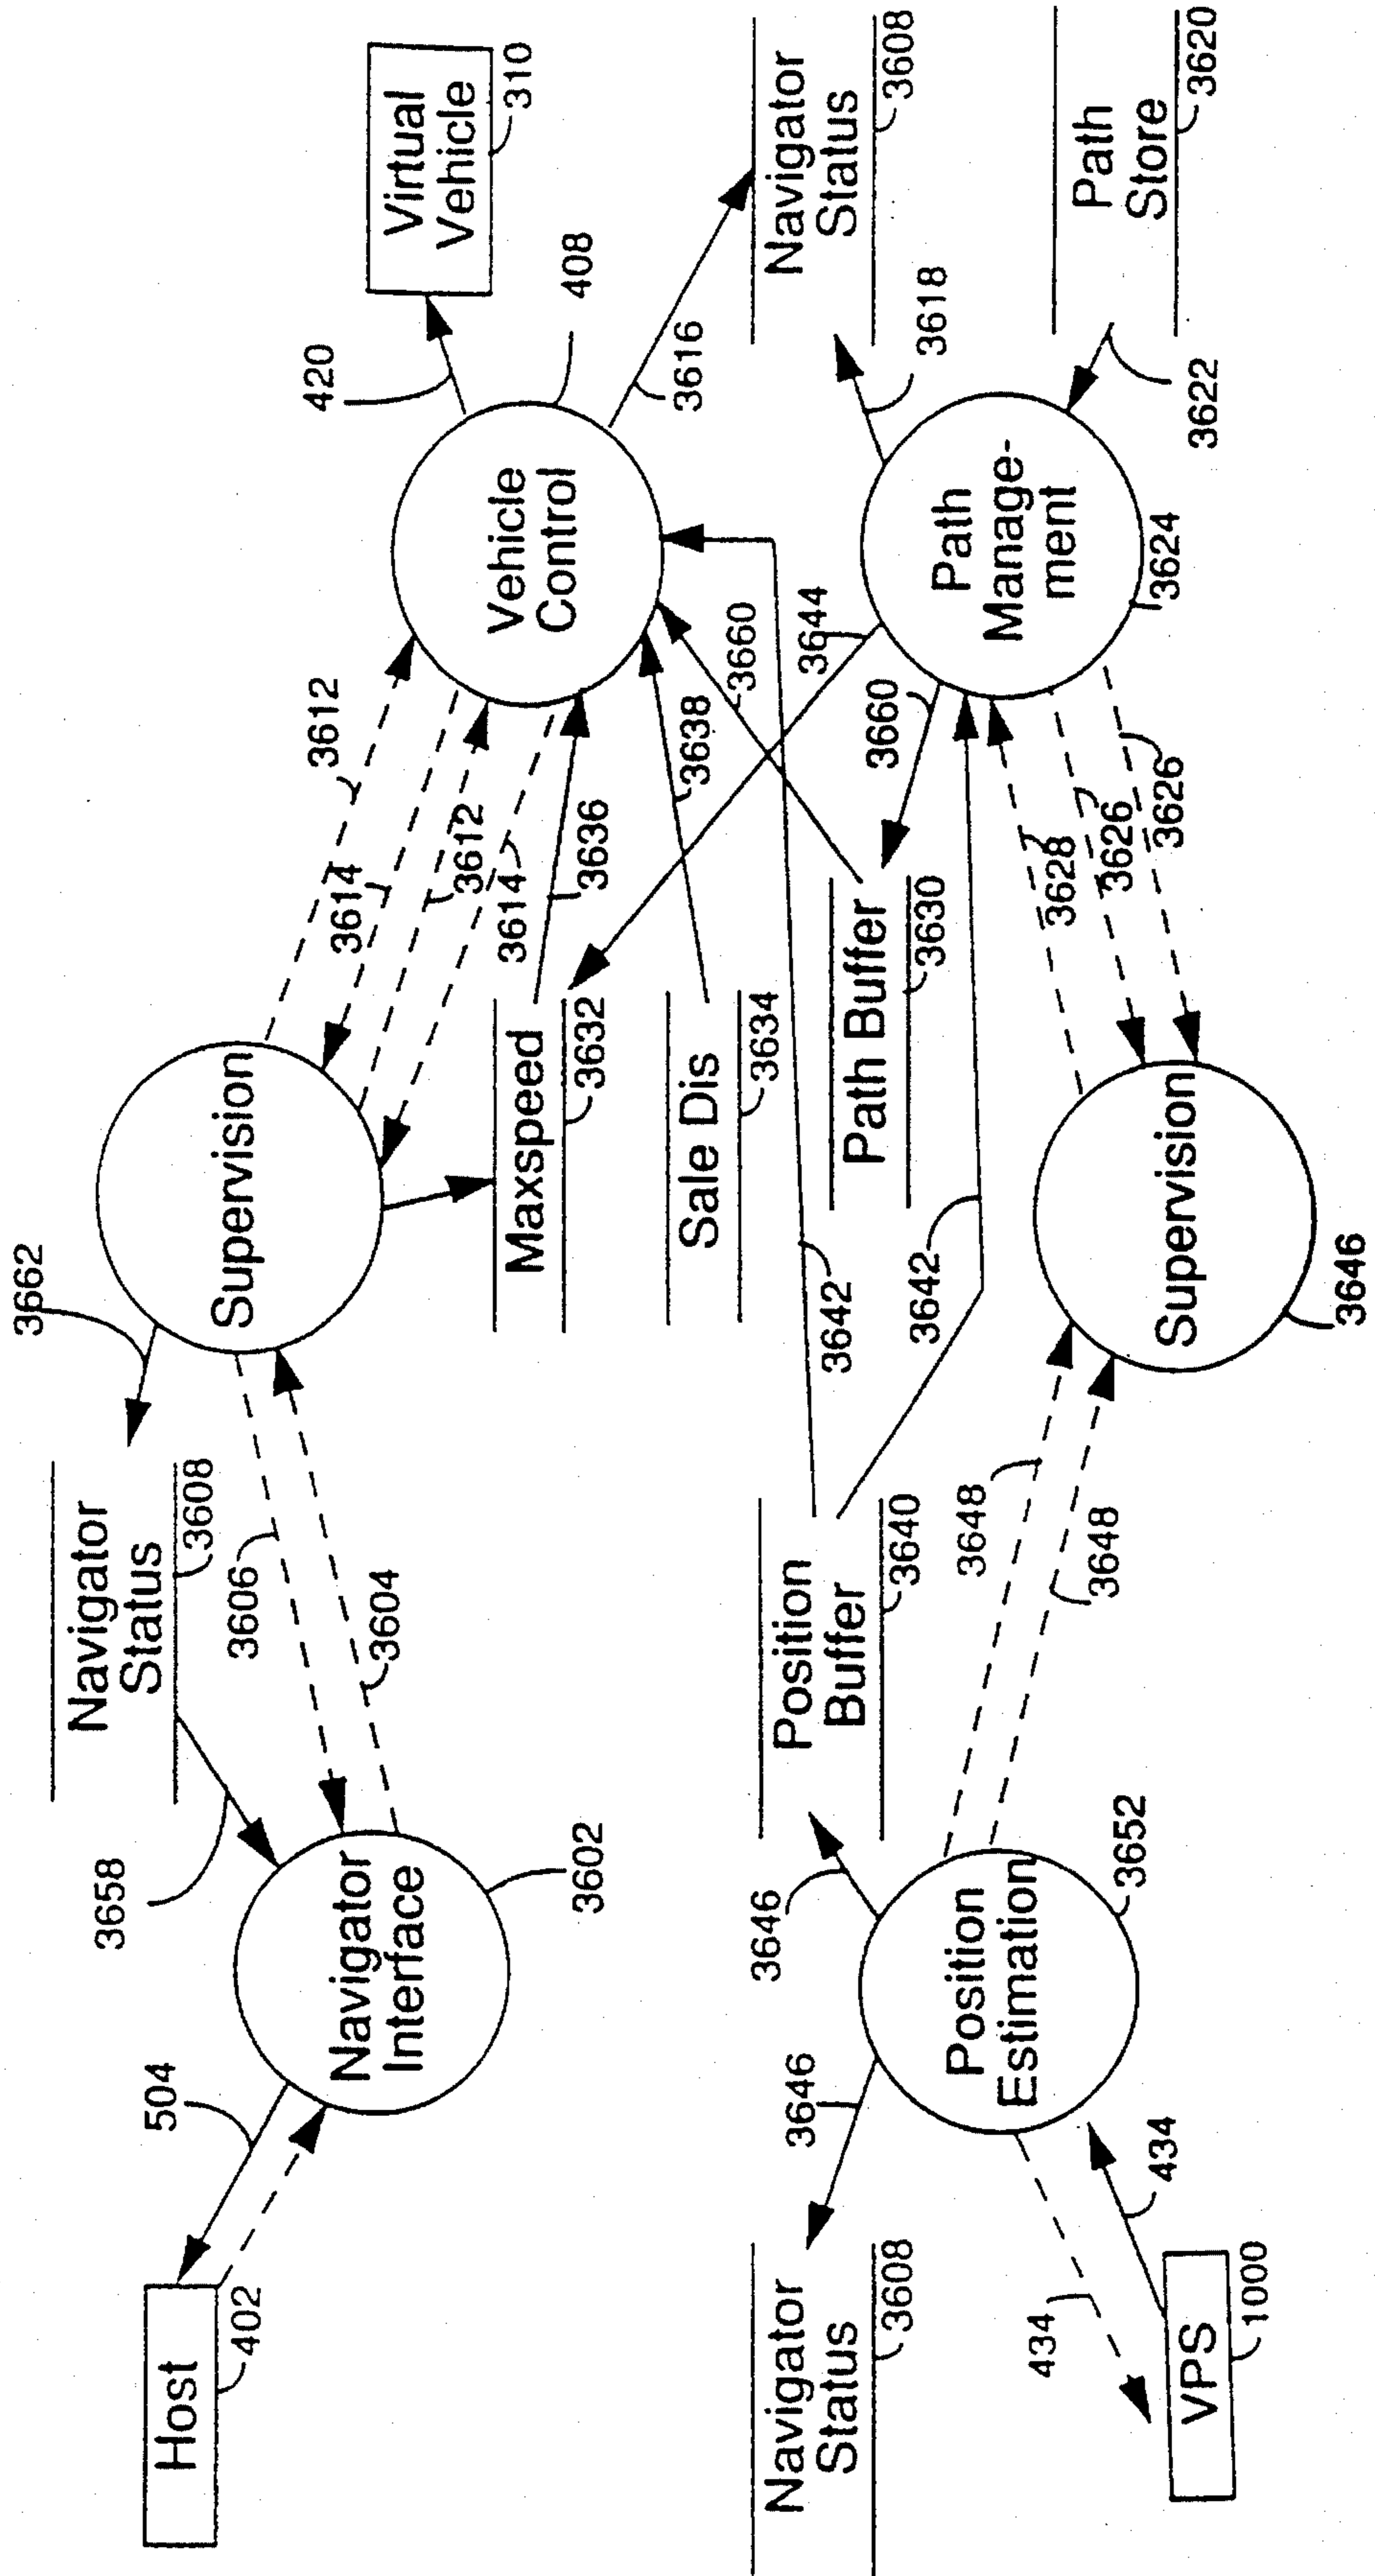 Host
402
504
Navigator
Interface
3602
3658
Navigator
Status
3608
3606
3604
3662
Supervision
3612
3614
3612
3614
Maxspeed
3632
3636
Sale Dis
3634
3638
Vehicle
Control
408
420
Virtual
Vehicle
310
3616
Navigator
Status
3608
3618
Path
Store
3620
3622
Path
Manage-
ment
3624
3644
3660
3660
Path Buffer
3630
3642
3642
3628
3626
3626
Supervision
3646
3648
3648
Position
Buffer
3640
3646
3646
Position
Estimation
3652
Navigator
Status
3608
434
434
VPS
1000